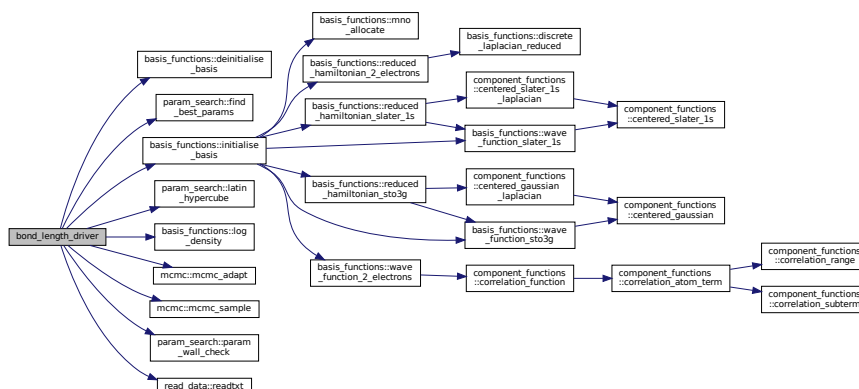 bond_length_driver
basis_functions::deinitialise
_basis
param_search::find
_best_params
basis_functions::initialise
_basis
param_search::latin
_hypercube
basis_functions::log
_density
mcmc::mcmc_adapt
mcmc::mcmc_sample
param_search::param
_wall_check
read_data::readtxt
basis_functions::mno
_allocate
basis_functions::reduced
_hamiltonian_2_electrons
basis_functions::reduced
_hamiltonian_slater_1s
basis_functions::reduced
_hamiltonian_sto3g
basis_functions::wave
_function_2_electrons
basis_functions::discrete
_laplacian_reduced
component_functions
::centered_slater_1s
_laplacian
basis_functions::wave
_function_slater_1s
component_functions
::centered_gaussian
_laplacian
basis_functions::wave
_function_sto3g
component_functions
::correlation_function
component_functions
::centered_slater_1s
component_functions
::centered_gaussian
component_functions
::correlation_atom_term
component_functions
::correlation_range
component_functions
::correlation_subterm